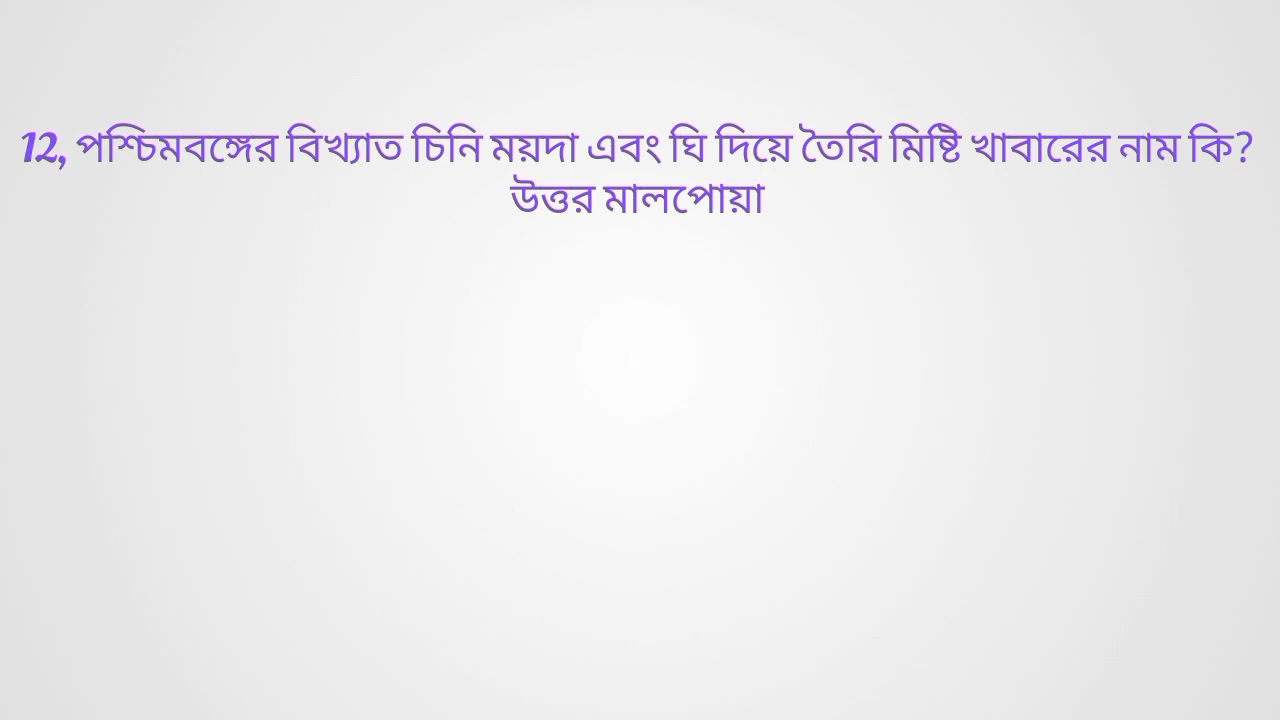 12, পশ্চিমবঙ্গের বিখ্যাত চিনি ময়দা এবং ঘি দিয়ে তৈরি মিষ্টি খাবারের নাম কি?
উত্তর মালপোয়া